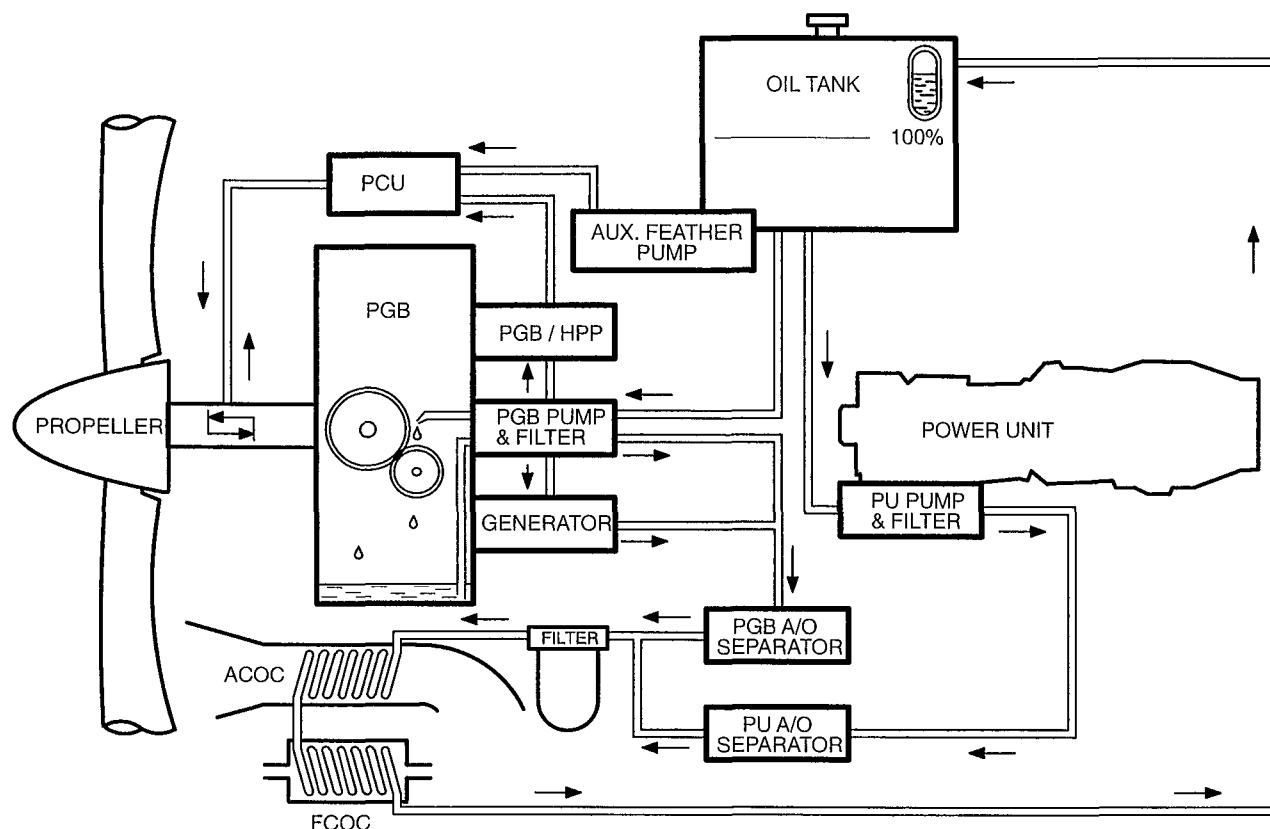 OIL TANK
100%
PCU
AUX. FEATHER
PUMP
PGB
PGB / HPP
PROPELLER
PGB PUMP
& FILTER
POWER UNIT
GENERATOR
PU PUMP
& FILTER
FILTER
PGB A/O
SEPARATOR
ACOC
PU A/O
SEPARATOR
FCOC